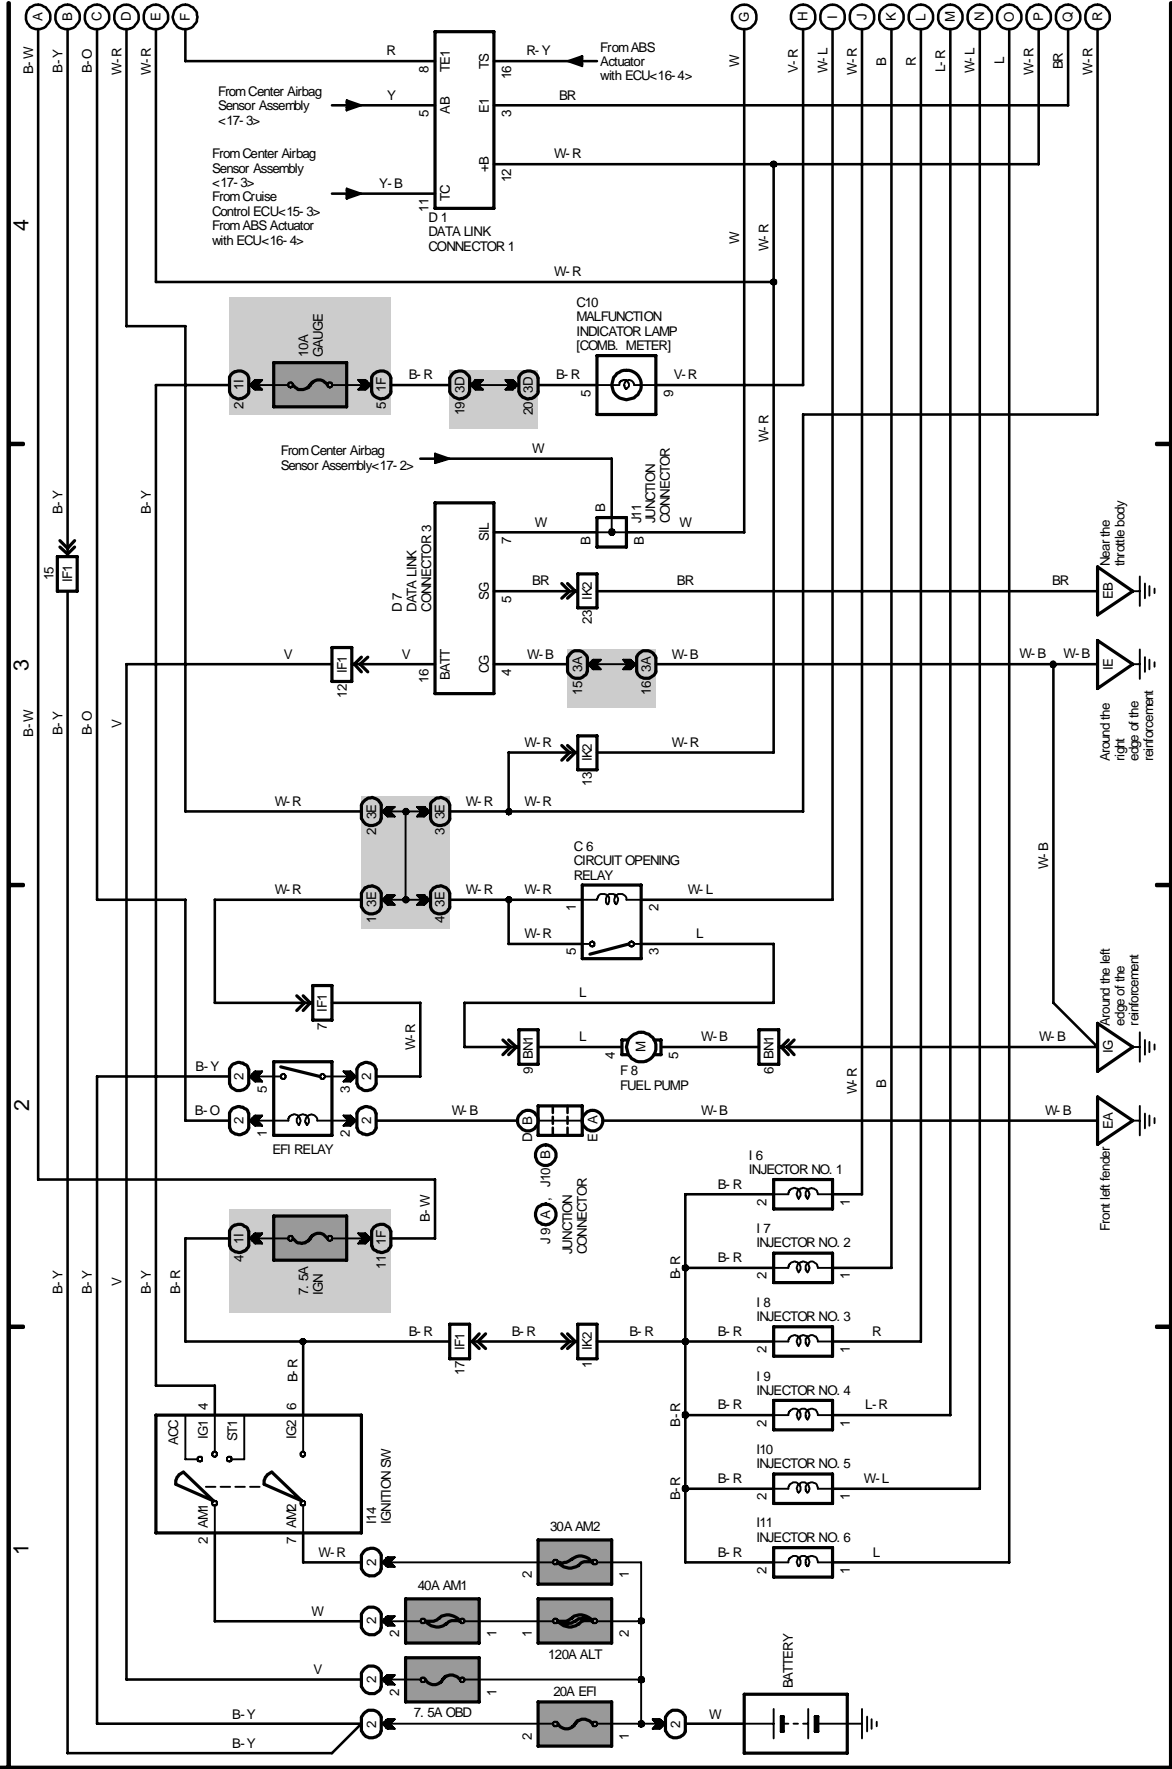 A B C D E F G H I J K L M N O P Q R
B-W B-Y B-O W-R W-R W V-R W-L W-R B R L-R W-L L W-R BR W-R
R 8 TE1 TS 16 R-Y
From ABS
Actuator
with ECU<16-4>
From Center Airbag
Sensor Assembly
<17-3>
Y 5 AB E1 3 BR
From Center Airbag
Sensor Assembly
<17-3>
From Cruise
Control ECU<15-3>
From ABS Actuator
with ECU<16-4>
+B 12 W-R
Y-B 11 TC
D 1
DATA LINK
CONNECTOR 1
4
W W-R
W-R
10A
GAUGE
C10
MALFUNCTION
INDICATOR LAMP
[COMB. METER]
2 1I 5 1F B-R 19 3D 20 3D B-R 5 9 V-R
W-R
From Center Airbag
Sensor Assembly<17-2>
W
J11
JUNCTION
CONNECTOR
B-Y B-Y
D 7
DATA LINK
CONNECTOR 3
SIL 7 W B B B W
15 IF1
SG 5 BR 23 IK2 BR BR EB
Near the
throttle body
3
V 12 IF1 V 16 BATT CG 4 W-B 15 3A 16 3A W-B W-B W-B IE
Around the
right
edge of the
reinforcement
B-W B-Y B-O V
W-R 13 IK2 W-R
W-R 2 3E 3 3E W-R W-R
C 6
CIRCUIT OPENING
RELAY
W-B
W-R 1 3E 4 3E W-R W-R 1 2 W-L
W-R 5 3 L
L
7 IF1 W-R
9 BN1 L 4 M 5 W-B 6 BN1 W-B IG
Around the left
edge of the
reinforcement
F 8
FUEL PUMP
B-Y 2 5 3 2
W-R B
2
B-O 2 1 2 2 W-B D B E A W-B W-B EA
Front left fender
EFI RELAY
J 9 A , J10 B
JUNCTION
CONNECTOR
I 6
INJECTOR NO. 1
B-R 2 1
B-W
4 1I 11 1F
7. 5A
IGN
B-Y B-Y V B-Y B-R
I 7
INJECTOR NO. 2
B-R B-R 2 1
I 8
INJECTOR NO. 3
B-R 17 IF1 B-R 1 IK2 B-R B-R 2 1 R
B-R
I 9
INJECTOR NO. 4
B-R B-R 2 1 L-R
4 6
ACC IG1 ST1 IG2
2 AM1 7 AM2
I14
IGNITION SW
I10
INJECTOR NO. 5
B-R B-R 2 1 W-L
1
I11
INJECTOR NO. 6
B-R 2 1 L
30A AM2
W-R 2 2 1
40A AM1
W 2 2 1 1 2
120A ALT
V 2 2 1
7. 5A OBD
20A EFI
B-Y 2 2 1 2 W
B-Y
BATTERY